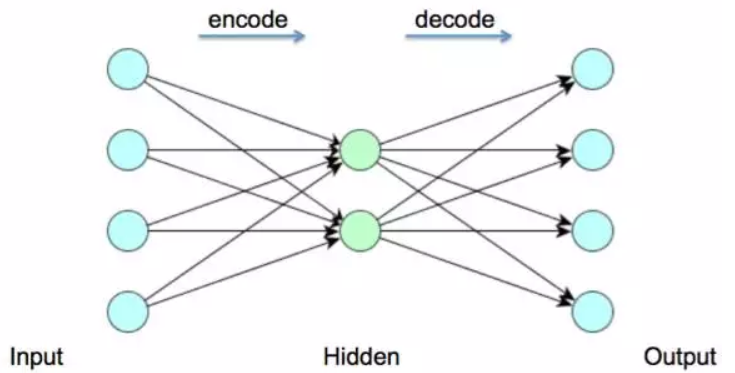 encode
decode
Input
Hidden
Output